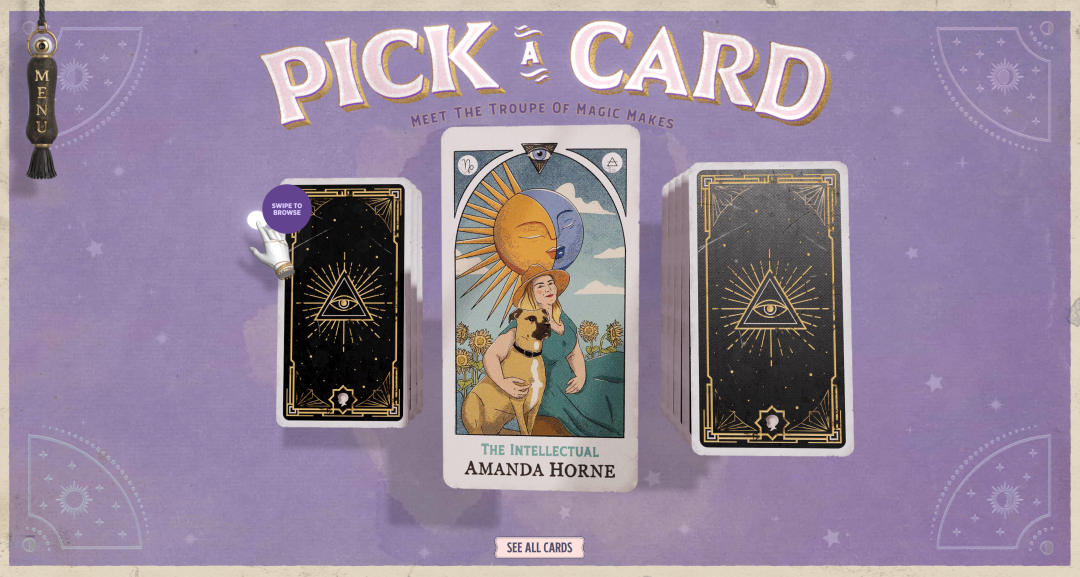 MENU
PICK A CARD
MEET THE TROUPE OF MAGIC MAKES
SWIPE TO
BROWSE
THE INTELLECTUAL
AMANDA HORNE
SEE ALL CARDS